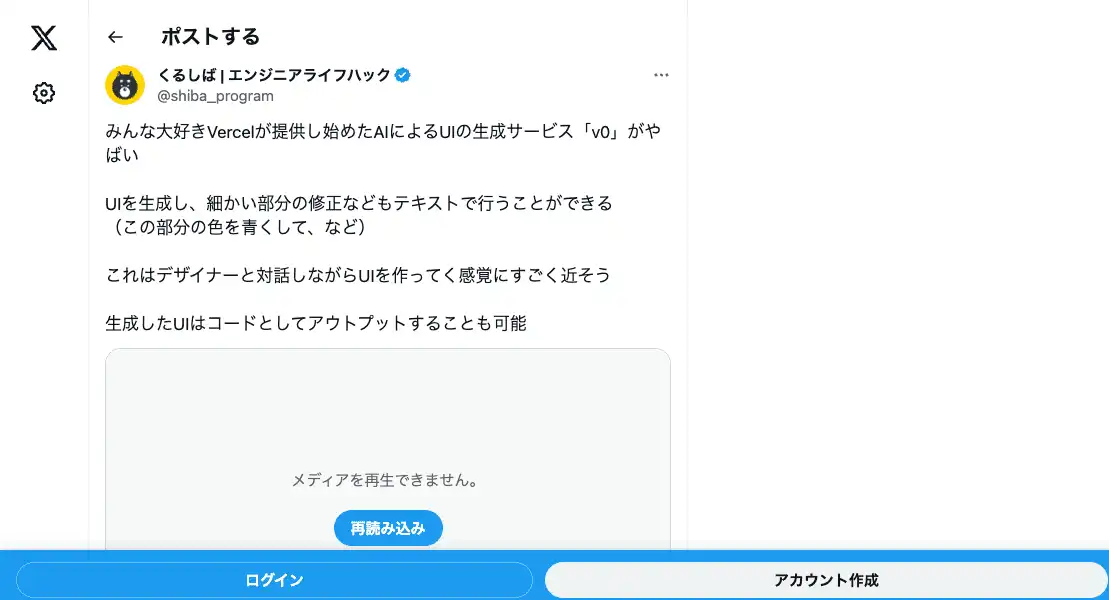 ポストする
くるしば | エンジニアライフハック
@shiba_program
みんな大好きVercelが提供し始めたAIによるUIの生成サービス「v0」がや
ばい
UIを生成し、細かい部分の修正などもテキストで行うことができる
（この部分の色を青くして、など）
これはデザイナーと対話しながらUIを作ってく感覚にすごく近そう
生成したUIはコードとしてアウトプットすることも可能
メディアを再生できません。
再読み込み
ログイン
アカウント作成